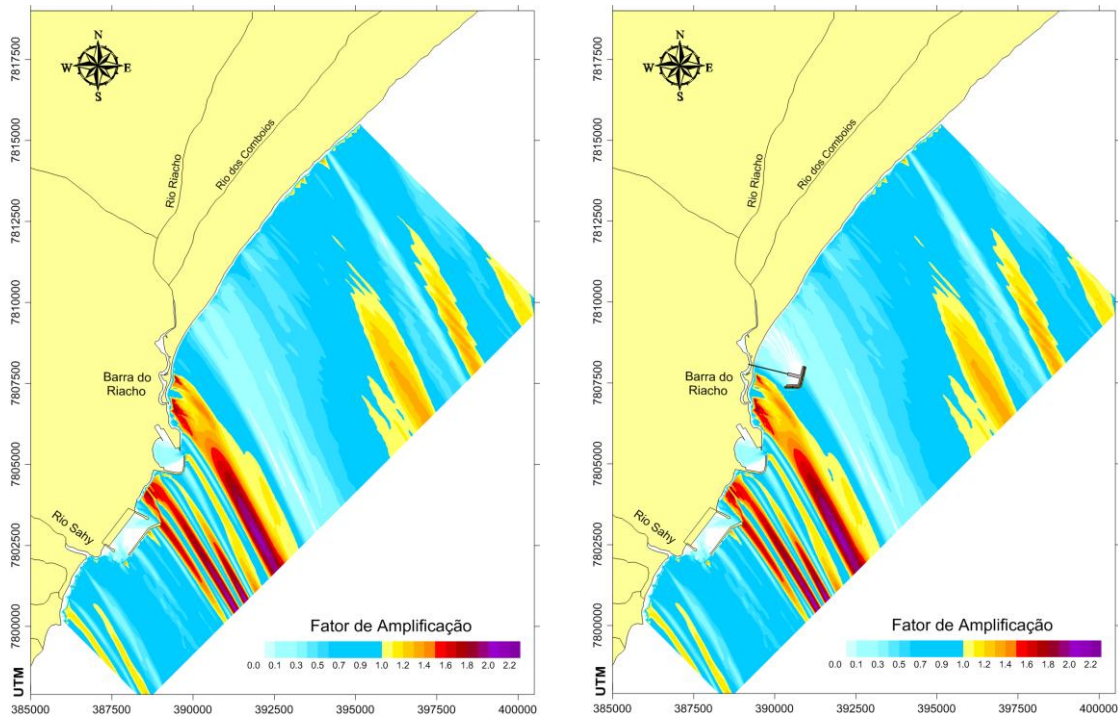 N
W E
S
Rio Riacho
Rio dos Comboios
Barra do
Riacho
Rio Sahy
Fator de Amplificação
0.0 0.1 0.3 0.5 0.7 0.9 1.0 1.2 1.4 1.6 1.8 2.0 2.2
7817500
7815000
7812500
7810000
7807500
7805000
7802500
7800000
UTM
385000 387500 390000 392500 395000 397500 400000
N
W E
S
Rio Riacho
Rio dos Comboios
Barra do
Riacho
Rio Sahy
Fator de Amplificação
0.0 0.1 0.3 0.5 0.7 0.9 1.0 1.2 1.4 1.6 1.8 2.0 2.2
7817500
7815000
7812500
7810000
7807500
7805000
7802500
7800000
UTM
385000 387500 390000 392500 395000 397500 400000